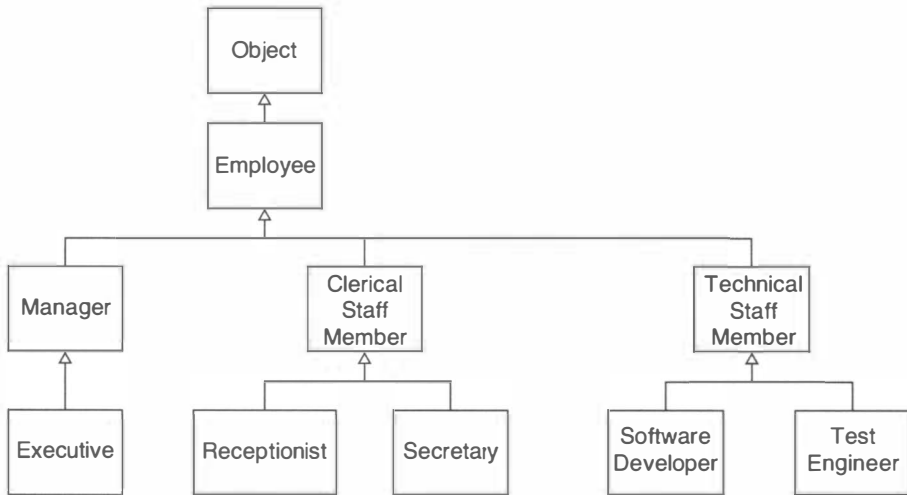 Object
Employee
Manager
Clerical
Staff
Member
Technical
Staff
Member
Executive
Receptionist
Secretary
Software
Developer
Test
Engineer